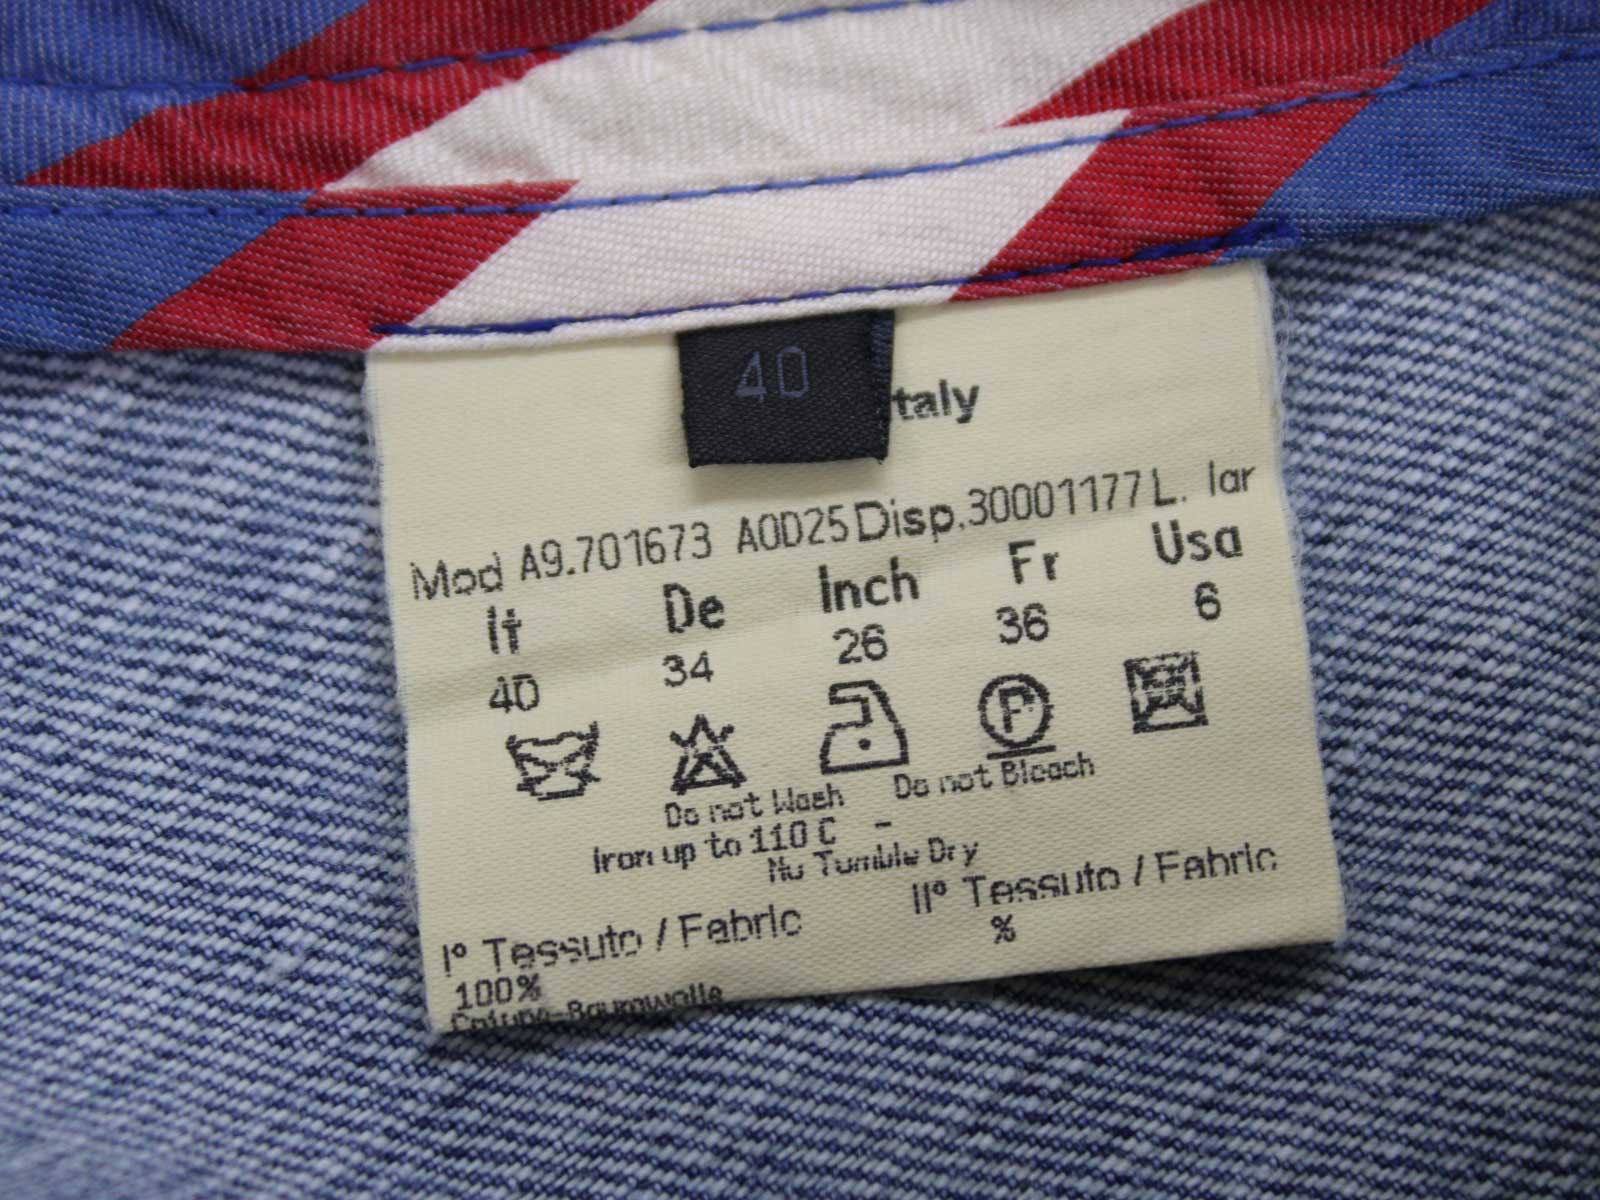 40
taly
Mod A9.701673 A0D25 Disp.30001177 L. lar
It De Inch Fr Usa
40 34 26 36 6
P
Do not Wash Do not Bleach
Iron up to 110 C -
No Tumble Dry
I° Tessuto / Fabric II° Tessuto / Fabric
100% %
Cotone-Baumwolle